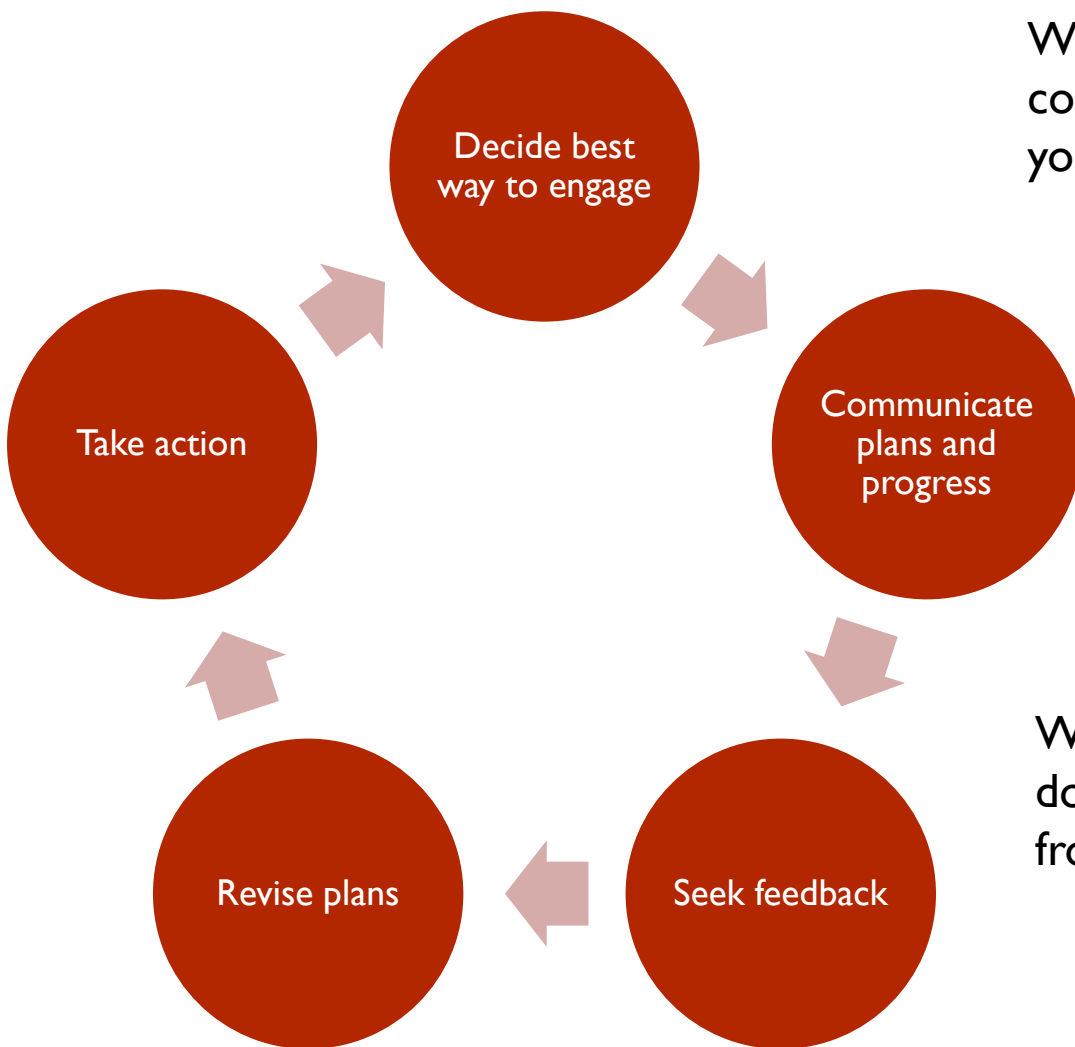 Decide best
way to engage
Communicate
plans and
progress
Seek feedback
Revise plans
Take action